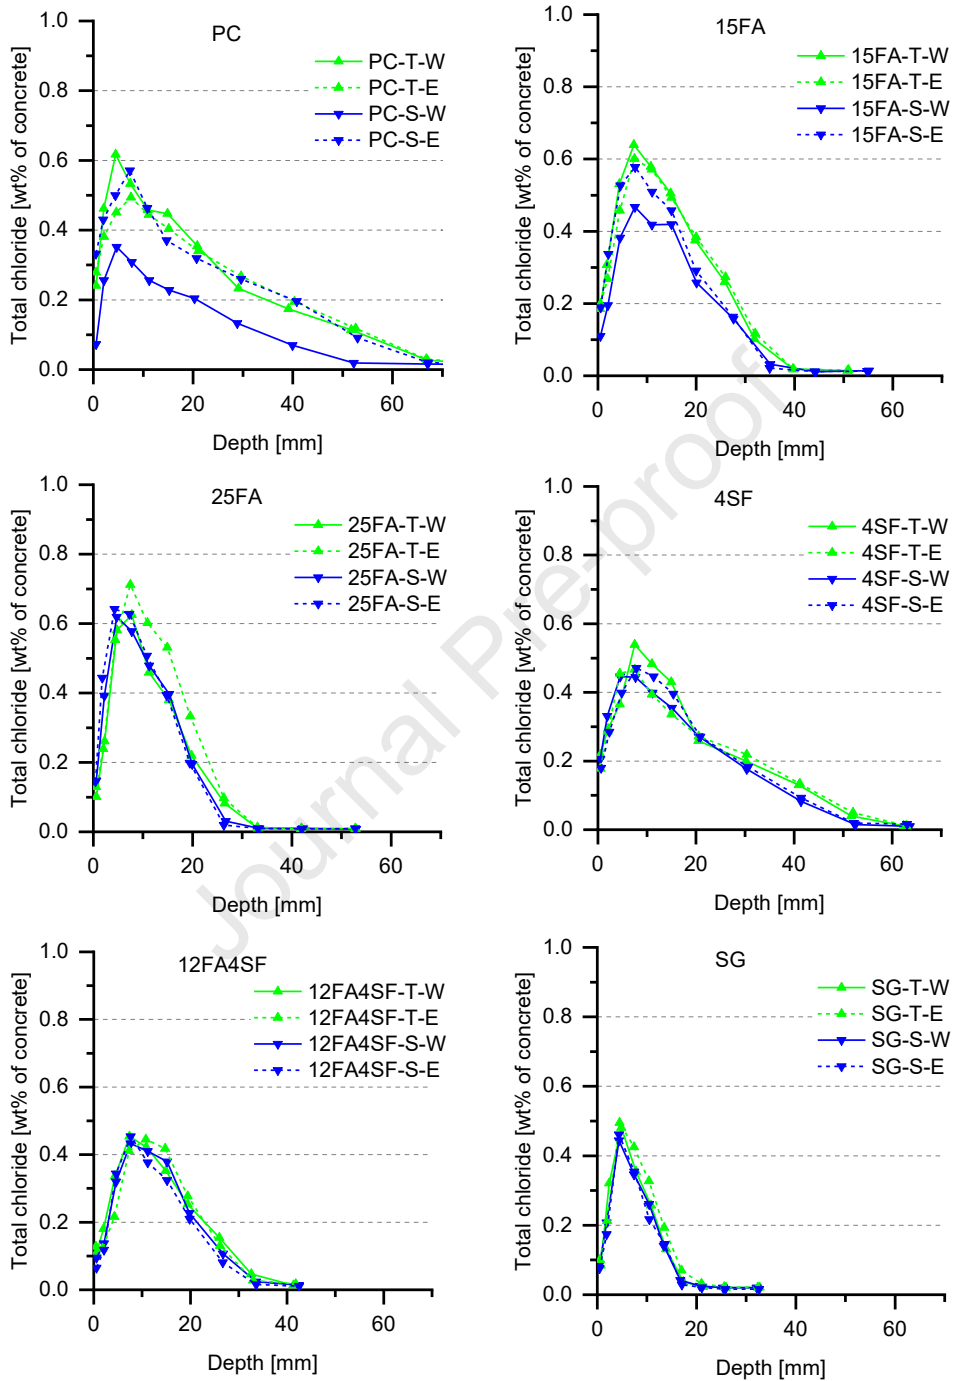 PC
PC-T-W
PC-T-E
PC-S-W
PC-S-E
1.0
0.8
0.6
0.4
0.2
0.0
0 20 40 60
Total chloride [wt% of concrete]
Depth [mm]
15FA
15FA-T-W
15FA-T-E
15FA-S-W
15FA-S-E
1.0
0.8
0.6
0.4
0.2
0.0
0 20 40 60
Total chloride [wt% of concrete]
Depth [mm]
25FA
25FA-T-W
25FA-T-E
25FA-S-W
25FA-S-E
1.0
0.8
0.6
0.4
0.2
0.0
0 20 40 60
Total chloride [wt% of concrete]
Depth [mm]
4SF
4SF-T-W
4SF-T-E
4SF-S-W
4SF-S-E
1.0
0.8
0.6
0.4
0.2
0.0
0 20 40 60
Total chloride [wt% of concrete]
Depth [mm]
12FA4SF
12FA4SF-T-W
12FA4SF-T-E
12FA4SF-S-W
12FA4SF-S-E
1.0
0.8
0.6
0.4
0.2
0.0
0 20 40 60
Total chloride [wt% of concrete]
Depth [mm]
SG
SG-T-W
SG-T-E
SG-S-W
SG-S-E
1.0
0.8
0.6
0.4
0.2
0.0
0 20 40 60
Total chloride [wt% of concrete]
Depth [mm]
Journal Pre-proof